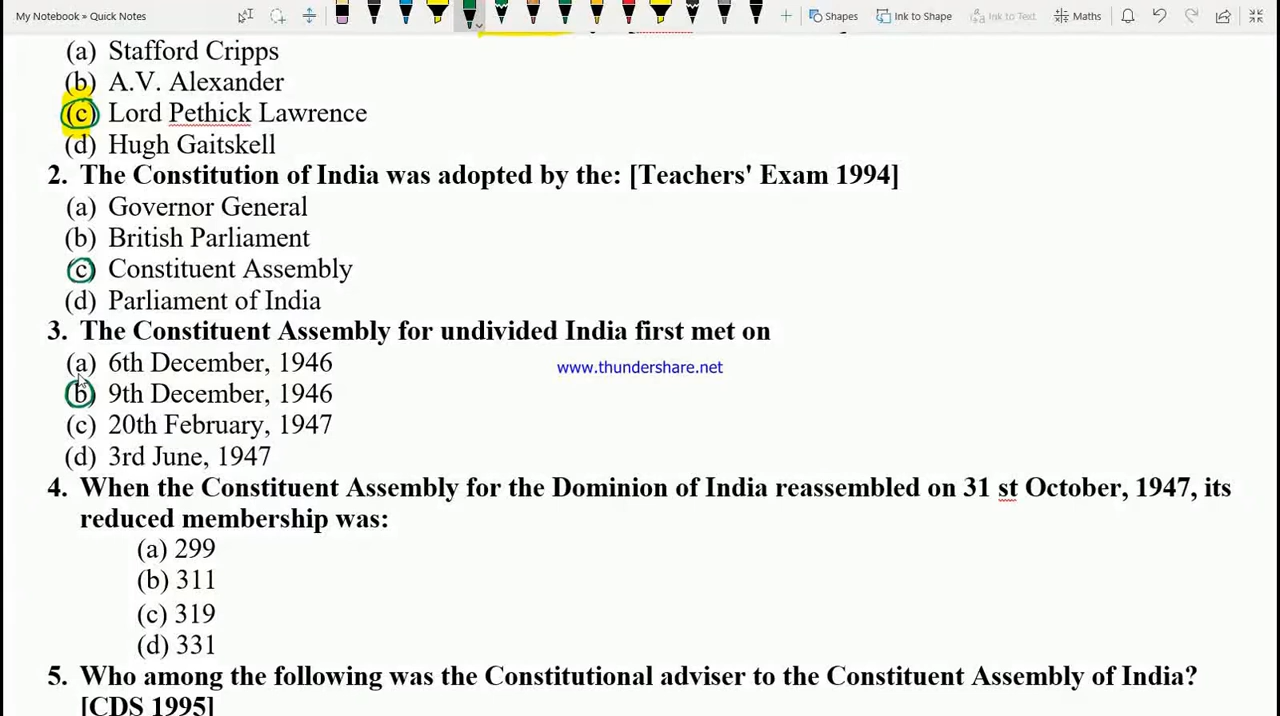 My Notebook » Quick Notes
Shapes
Ink to Shape
Ink to Text
Maths
(a) Stafford Cripps
(b) A.V. Alexander
(c) Lord Pethick Lawrence
(d) Hugh Gaitskell
2. The Constitution of India was adopted by the: [Teachers' Exam 1994]
(a) Governor General
(b) British Parliament
(c) Constituent Assembly
(d) Parliament of India
3. The Constituent Assembly for undivided India first met on
(a) 6th December, 1946
www.thundershare.net
(b) 9th December, 1946
(c) 20th February, 1947
(d) 3rd June, 1947
4. When the Constituent Assembly for the Dominion of India reassembled on 31 st October, 1947, its
reduced membership was:
(a) 299
(b) 311
(c) 319
(d) 331
5. Who among the following was the Constitutional adviser to the Constituent Assembly of India?
[CDS 1995]